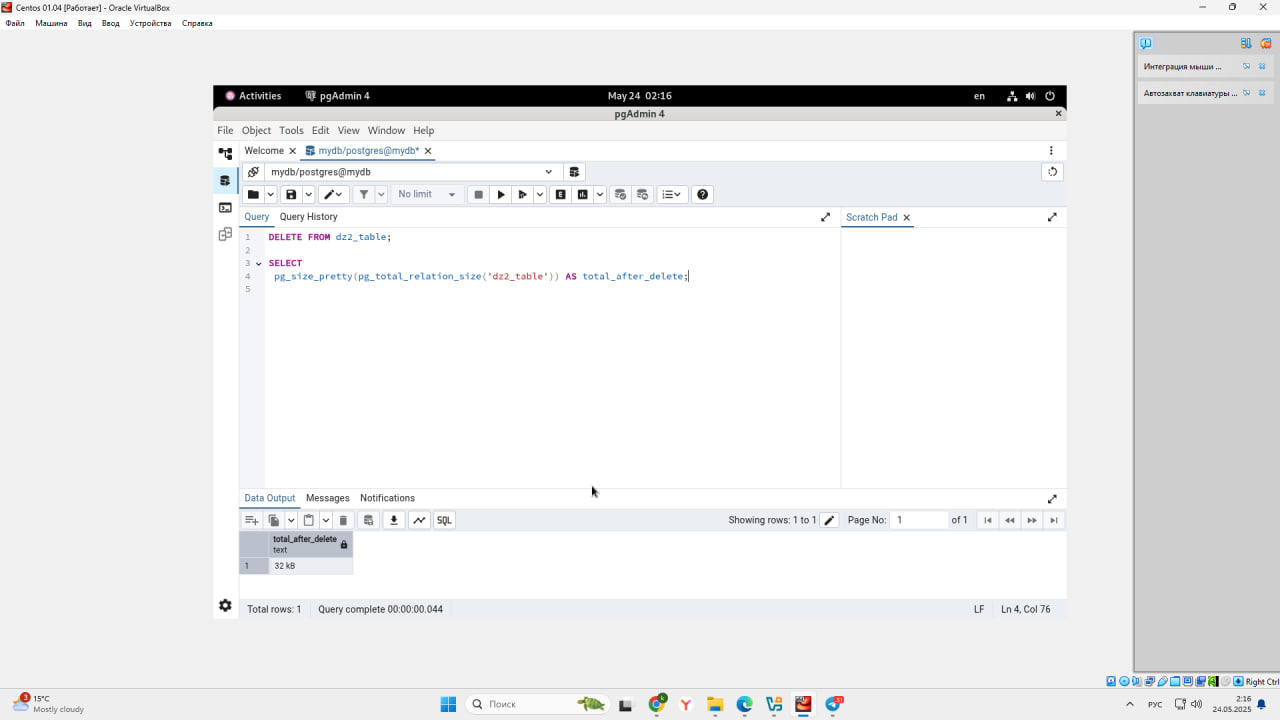 Centos 01.04 [Работает] - Oracle VirtualBox
Файл Машина Вид Ввод Устройства Справка
Интеграция мыши ...
Автозахват клавиатуры ...
Activities pgAdmin 4 May 24 02:16 en
pgAdmin 4
File Object Tools Edit View Window Help
Welcome mydb/postgres@mydb*
mydb/postgres@mydb
No limit E
Query Query History Scratch Pad
1 DELETE FROM dz2_table;
2
3 SELECT
4 pg_size_pretty(pg_total_relation_size('dz2_table')) AS total_after_delete;
5
Data Output Messages Notifications
SQL Showing rows: 1 to 1 Page No: 1 of 1
total_after_delete
text
1 32 kB
Total rows: 1 Query complete 00:00:00.044 LF Ln 4, Col 76
Right Ctrl
3 15°C
Mostly cloudy
Поиск
РУС
2:16
24.05.2025